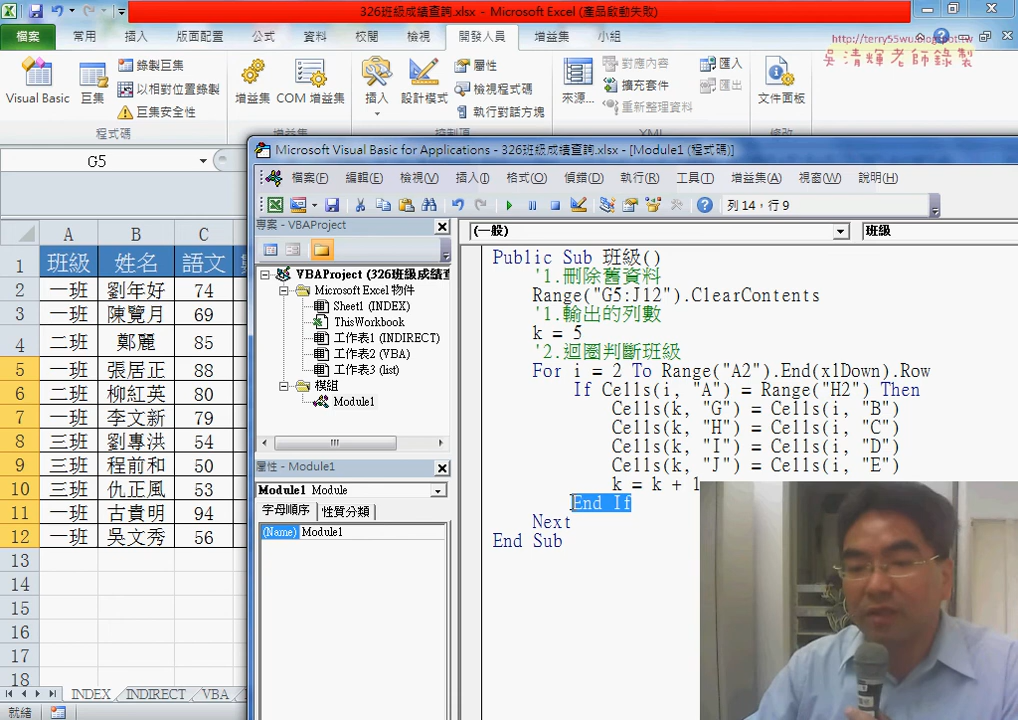 326班級成績查詢.xlsx - Microsoft Excel (產品啟動失敗)
檔案 常用 插入 版面配置 公式 資料 校閱 檢視 開發人員 增益集 小組
http://terry55wu.blogspot.tw
吳清輝老師錄製
Visual Basic 巨集 錄製巨集 以相對位置錄製 巨集安全性
增益集 COM 增益集 插入 設計模式 屬性 檢視程式碼 執行對話方塊
來源... 對應內容 擴充套件 重新整理資料 匯入 匯出 文件面板
程式碼 增益集 控制項 XML 修改
G5
Microsoft Visual Basic for Applications - 326班級成績查詢.xlsx - [Module1 (程式碼)]
檔案(F) 編輯(E) 檢視(V) 插入(I) 格式(O) 偵錯(D) 執行(R) 工具(T) 增益集(A) 視窗(W) 說明(H)
列 14，行 9
專案 - VBAProject
VBAProject (326班級成績查
Microsoft Excel 物件
Sheet1 (INDEX)
ThisWorkbook
工作表1 (INDIRECT)
工作表2 (VBA)
工作表3 (list)
模組
Module1
屬性 - Module1
Module1 Module
字母順序 性質分類
(Name) Module1
(一般) 班級
Public Sub 班級()
'1.刪除舊資料
Range("G5:J12").ClearContents
'1.輸出的列數
k = 5
'2.迴圈判斷班級
For i = 2 To Range("A2").End(xlDown).Row
If Cells(i, "A") = Range("H2") Then
Cells(k, "G") = Cells(i, "B")
Cells(k, "H") = Cells(i, "C")
Cells(k, "I") = Cells(i, "D")
Cells(k, "J") = Cells(i, "E")
k = k + 1
End If
Next
End Sub
A B C
1 班級 姓名 語文
2 一班 劉年好 74
3 一班 陳覽月 69
4 二班 鄭麗 85
5 一班 張居正 88
6 二班 柳紅英 80
7 一班 李文新 79
8 三班 劉專洪 54
9 三班 程前和 50
10 三班 仇正風 53
11 一班 古貴明 94
12 一班 吳文秀 56
13
14
15
16
17
18
INDEX INDIRECT VBA
就緒